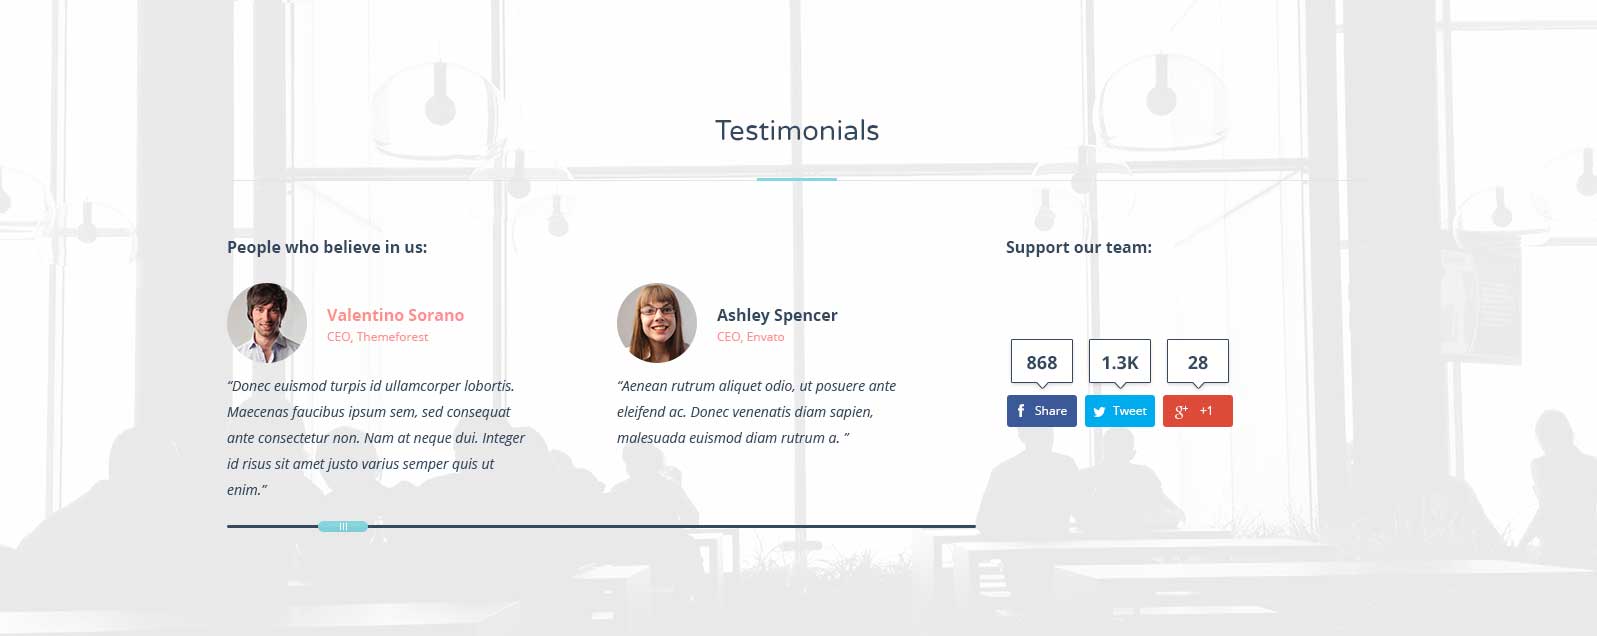 Testimonials
People who believe in us:
Valentino Sorano
CEO, Themeforest
“Donec euismod turpis id ullamcorper lobortis.
Maecenas faucibus ipsum sem, sed consequat
ante consectetur non. Nam at neque dui. Integer
id risus sit amet justo varius semper quis ut
enim.”
Ashley Spencer
CEO, Envato
“Aenean rutrum aliquet odio, ut posuere ante
eleifend ac. Donec venenatis diam sapien,
malesuada euismod diam rutrum a. ”
Support our team:
868 1.3K 28
f Share Tweet g+ +1